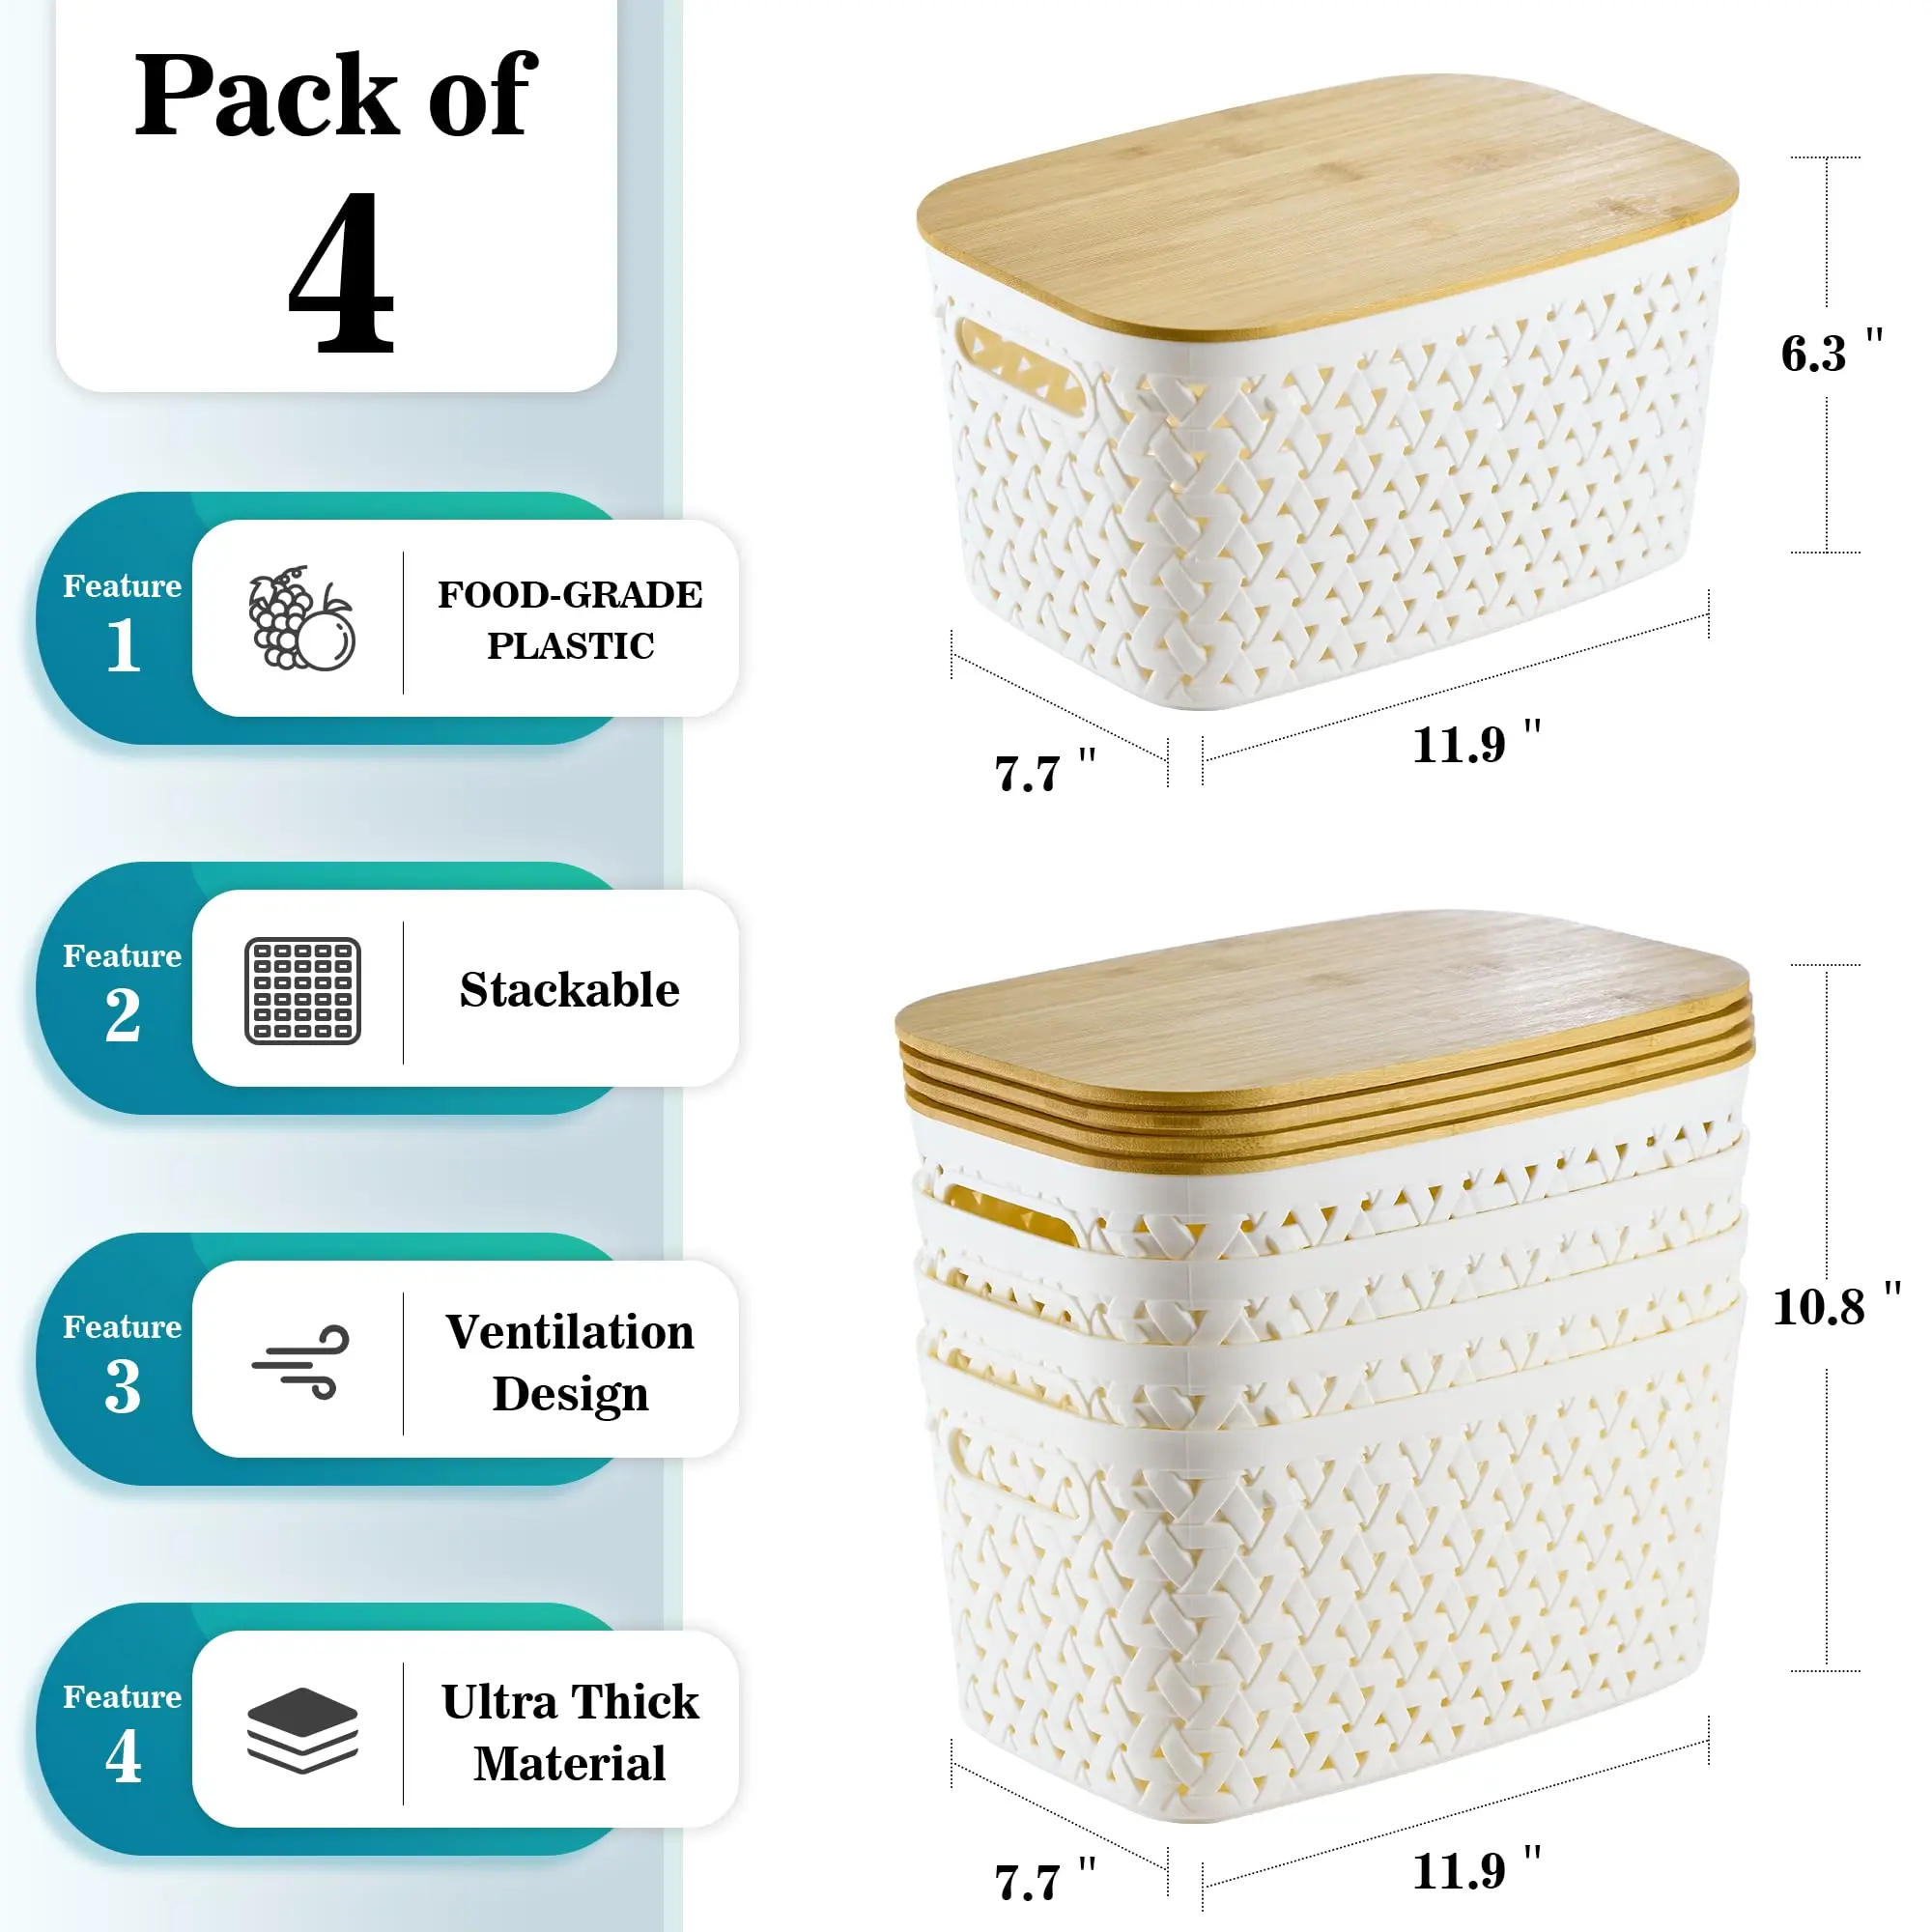 Pack of
4
Feature
1
FOOD-GRADE
PLASTIC
Feature
2
Stackable
Feature
3
Ventilation
Design
Feature
4
Ultra Thick
Material
6.3 "
7.7 "
11.9 "
10.8 "
7.7 "
11.9 "